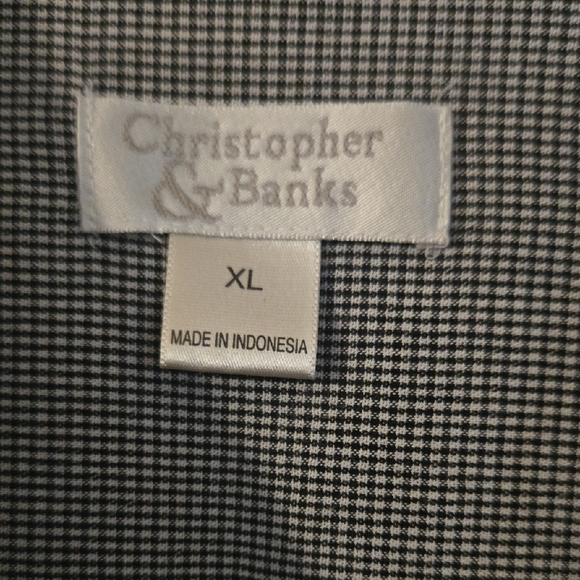 Christopher
& Banks
XL
MADE IN INDONESIA